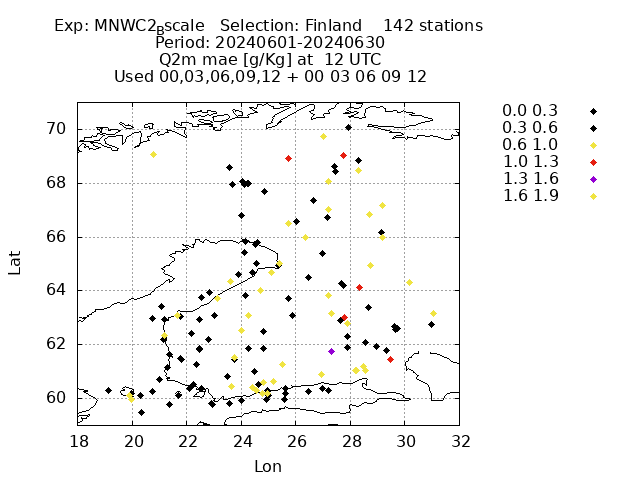 Exp: MNWC2_Bscale Selection: Finland 142 stations
Period: 20240601-20240630
Q2m mae [g/Kg] at 12 UTC
Used 00,03,06,09,12 + 00 03 06 09 12
0.0 0.3
0.3 0.6
0.6 1.0
1.0 1.3
1.3 1.6
1.6 1.9
70
68
66
64
62
60
Lat
18 20 22 24 26 28 30 32
Lon